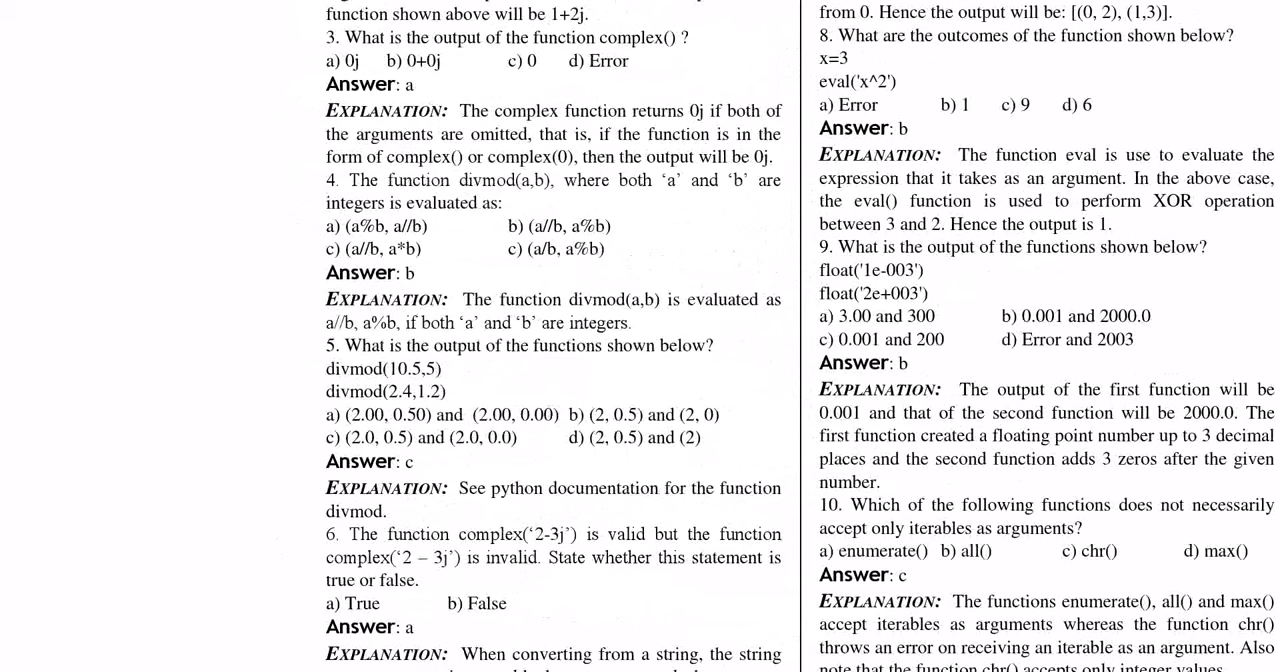 function shown above will be 1+2j.
3. What is the output of the function complex() ?
a) 0j b) 0+0j c) 0 d) Error
Answer: a
EXPLANATION: The complex function returns 0j if both of
the arguments are omitted, that is, if the function is in the
form of complex() or complex(0), then the output will be 0j.
4. The function divmod(a,b), where both ‘a’ and ‘b’ are
integers is evaluated as:
a) (a%b, a//b) b) (a//b, a%b)
c) (a//b, a*b) c) (a/b, a%b)
Answer: b
EXPLANATION: The function divmod(a,b) is evaluated as
a//b, a%b, if both ‘a’ and ‘b’ are integers.
5. What is the output of the functions shown below?
divmod(10.5,5)
divmod(2.4,1.2)
a) (2.00, 0.50) and (2.00, 0.00) b) (2, 0.5) and (2, 0)
c) (2.0, 0.5) and (2.0, 0.0) d) (2, 0.5) and (2)
Answer: c
EXPLANATION: See python documentation for the function
divmod.
6. The function complex(‘2-3j’) is valid but the function
complex(‘2 – 3j’) is invalid. State whether this statement is
true or false.
a) True b) False
Answer: a
EXPLANATION: When converting from a string, the string
from 0. Hence the output will be: [(0, 2), (1,3)].
8. What are the outcomes of the function shown below?
x=3
eval('x^2')
a) Error b) 1 c) 9 d) 6
Answer: b
EXPLANATION: The function eval is use to evaluate the
expression that it takes as an argument. In the above case,
the eval() function is used to perform XOR operation
between 3 and 2. Hence the output is 1.
9. What is the output of the functions shown below?
float('1e-003')
float('2e+003')
a) 3.00 and 300 b) 0.001 and 2000.0
c) 0.001 and 200 d) Error and 2003
Answer: b
EXPLANATION: The output of the first function will be
0.001 and that of the second function will be 2000.0. The
first function created a floating point number up to 3 decimal
places and the second function adds 3 zeros after the given
number.
10. Which of the following functions does not necessarily
accept only iterables as arguments?
a) enumerate() b) all() c) chr() d) max()
Answer: c
EXPLANATION: The functions enumerate(), all() and max()
accept iterables as arguments whereas the function chr()
throws an error on receiving an iterable as an argument. Also
note that the function chr() accepts only integer values.